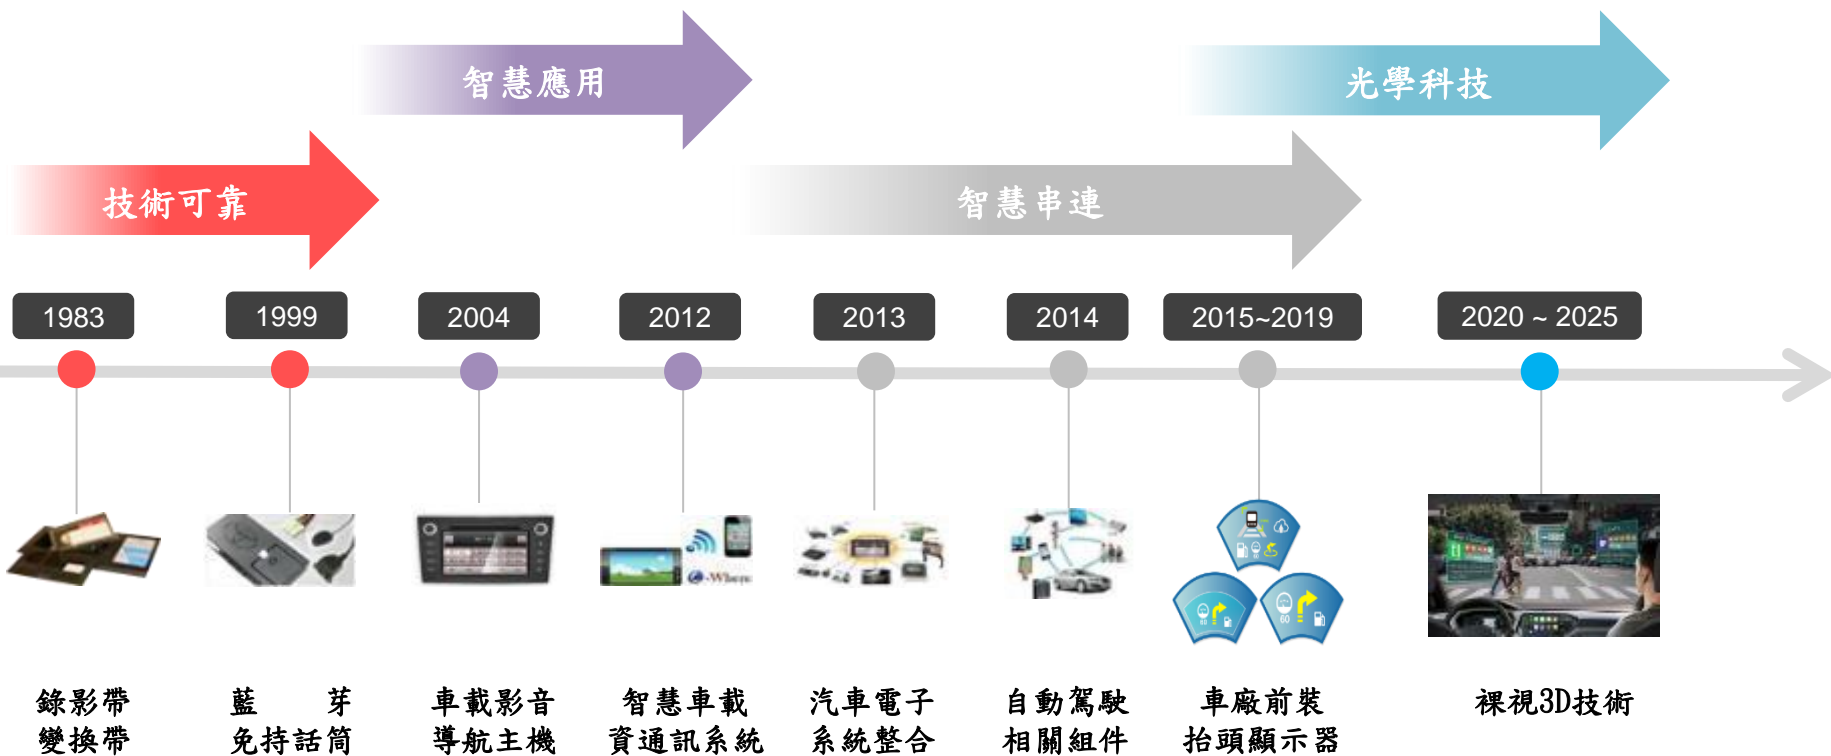 智慧應用
光學科技
技術可靠
智慧串連
1983
1999
2004
2012
2013
2014
2015~2019
2020 ~ 2025
e-Where
60
60
錄影帶
變換帶
藍 芽
免持話筒
車載影音
導航主機
智慧車載
資通訊系統
汽車電子
系統整合
自動駕駛
相關組件
車廠前裝
抬頭顯示器
裸視3D技術